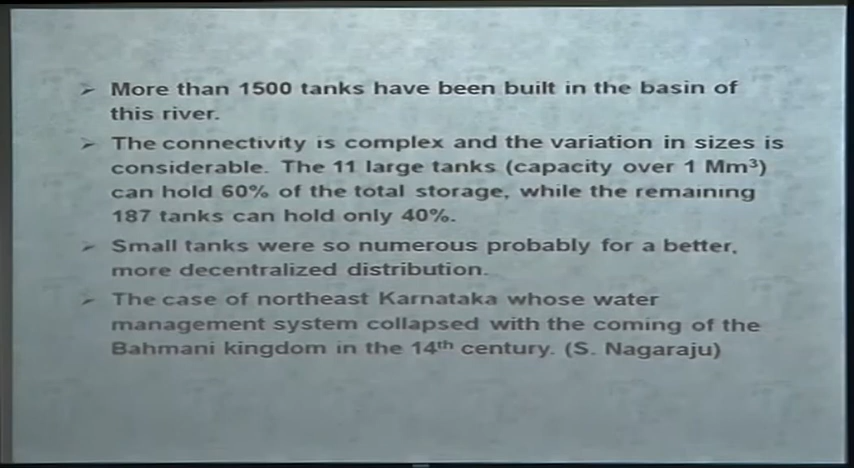 ➢ More than 1500 tanks have been built in the basin of
this river.
➢ The connectivity is complex and the variation in sizes is
considerable. The 11 large tanks (capacity over 1 Mm³)
can hold 60% of the total storage, while the remaining
187 tanks can hold only 40%.
➢ Small tanks were so numerous probably for a better,
more decentralized distribution.
➢ The case of northeast Karnataka whose water
management system collapsed with the coming of the
Bahmani kingdom in the 14th century. (S. Nagaraju)